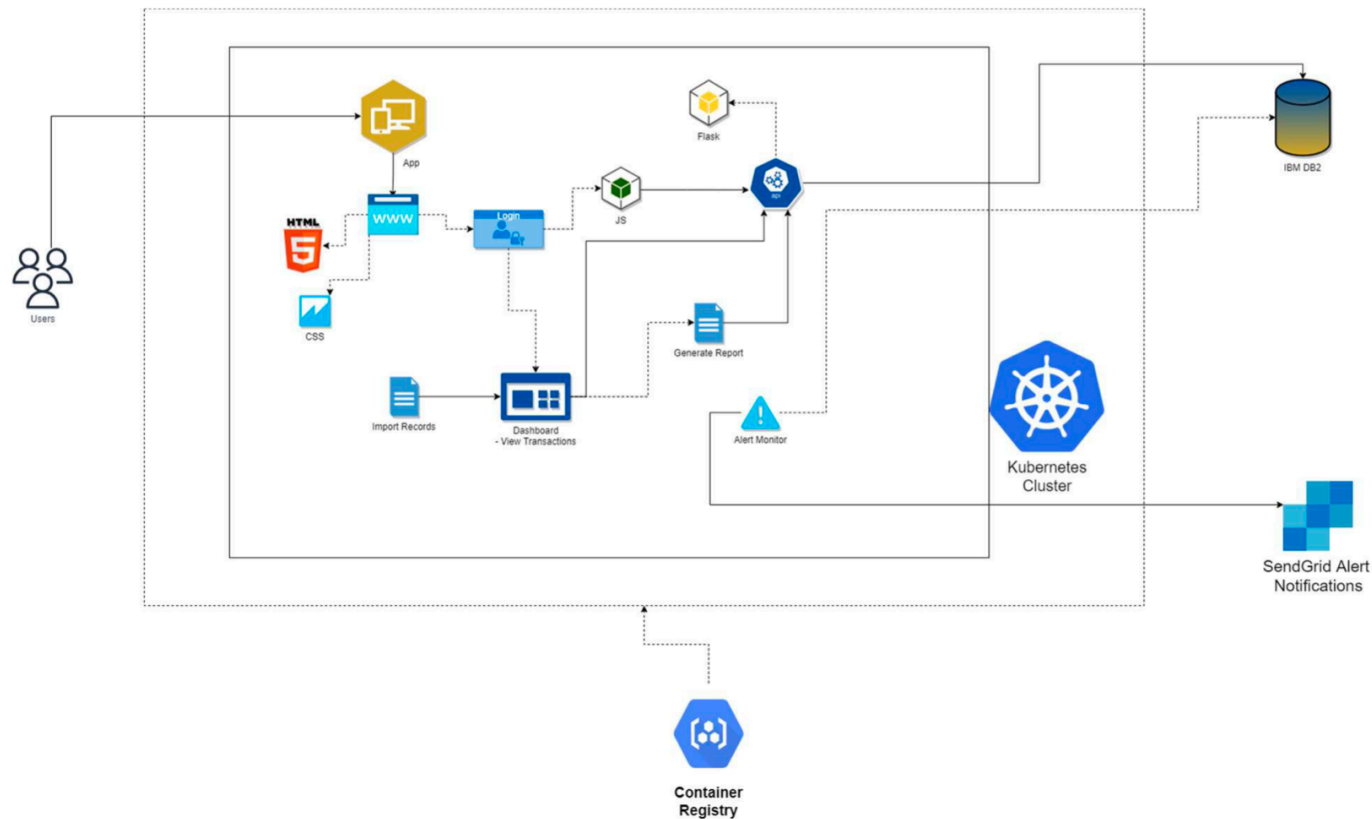 App
Flask
IBM DB2
WWW
Login
api
JS
HTML
5
CSS
Users
Generate Report
Import Records
Dashboard
- View Transactions
Alert Monitor
Kubernetes
Cluster
SendGrid Alert
Notifications
Container
Registry